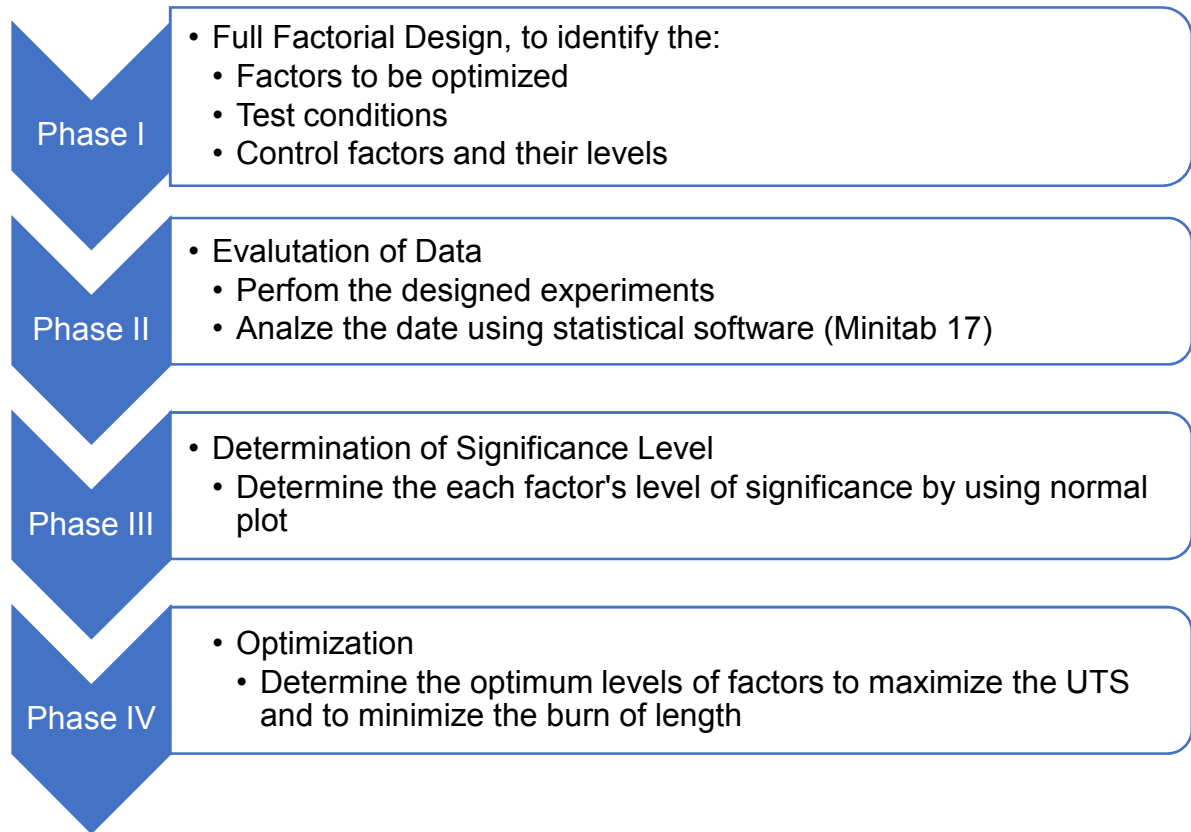 Phase I
• Full Factorial Design, to identify the:
• Factors to be optimized
• Test conditions
• Control factors and their levels
Phase II
• Evalutation of Data
• Perfom the designed experiments
• Analze the date using statistical software (Minitab 17)
Phase III
• Determination of Significance Level
• Determine the each factor's level of significance by using normal
plot
Phase IV
• Optimization
• Determine the optimum levels of factors to maximize the UTS
and to minimize the burn of length